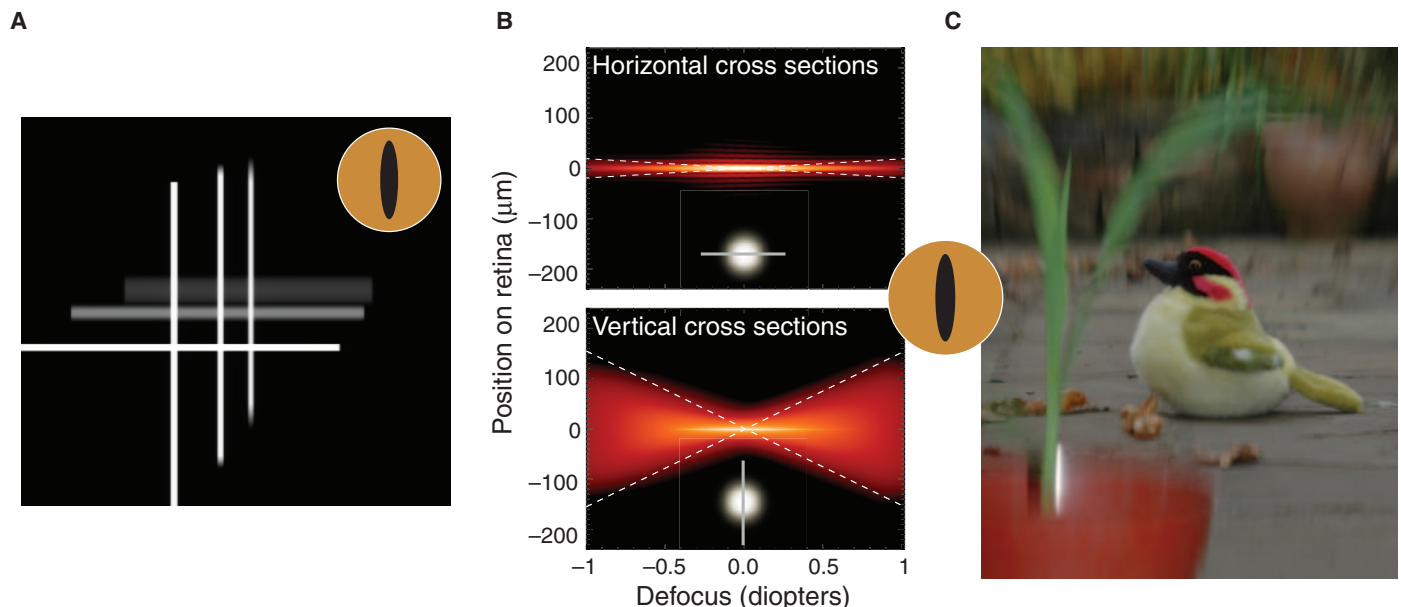 A
B
C
Horizontal cross sections
200
100
0
−100
−200
Vertical cross sections
200
100
0
−100
−200
Position on retina (μm)
−1
−0.5
0.0
0.5
1
Defocus (diopters)